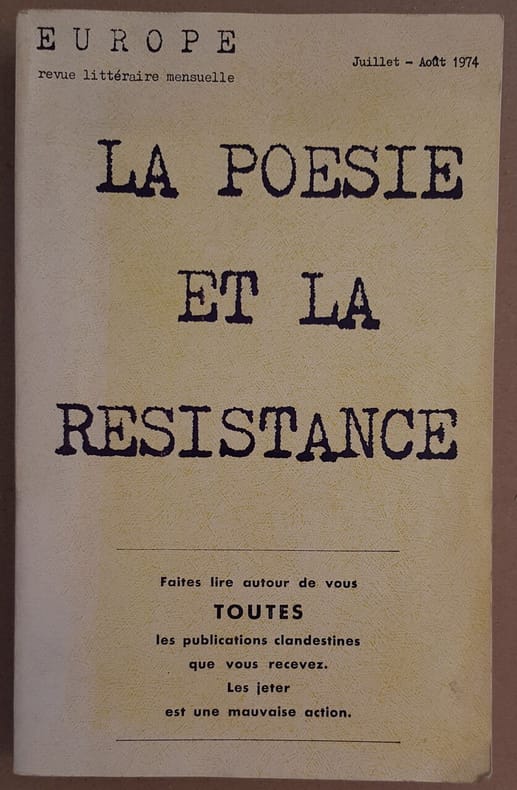 EUROPE
revue littéraire mensuelle
Juillet - Août 1974
LA POESIE
ET LA
RESISTANCE
Faites lire autour de vous
TOUTES
les publications clandestines
que vous recevez.
Les jeter
est une mauvaise action.